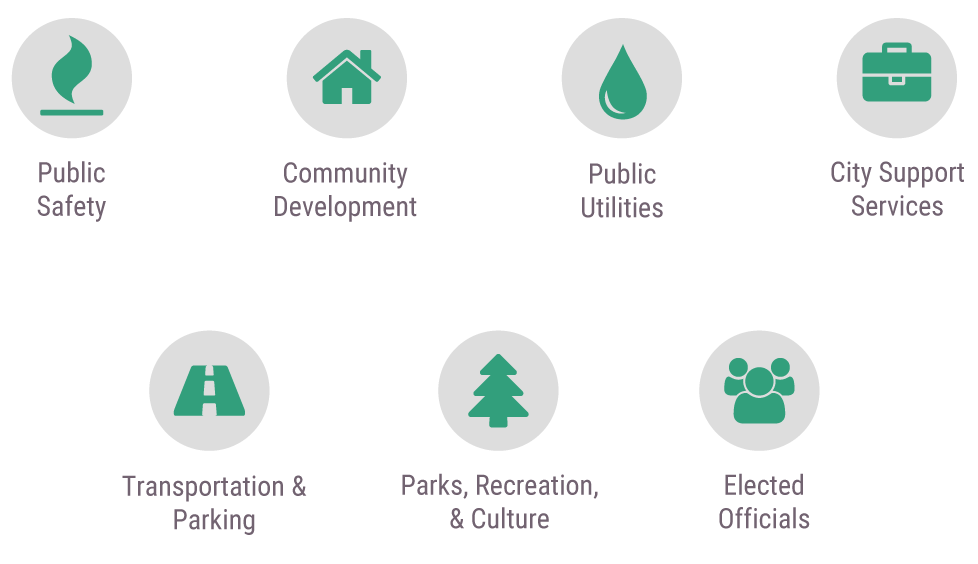 Public
Safety
Community
Development
Public
Utilities
City Support
Services
Transportation &
Parking
Parks, Recreation,
& Culture
Elected
Officials